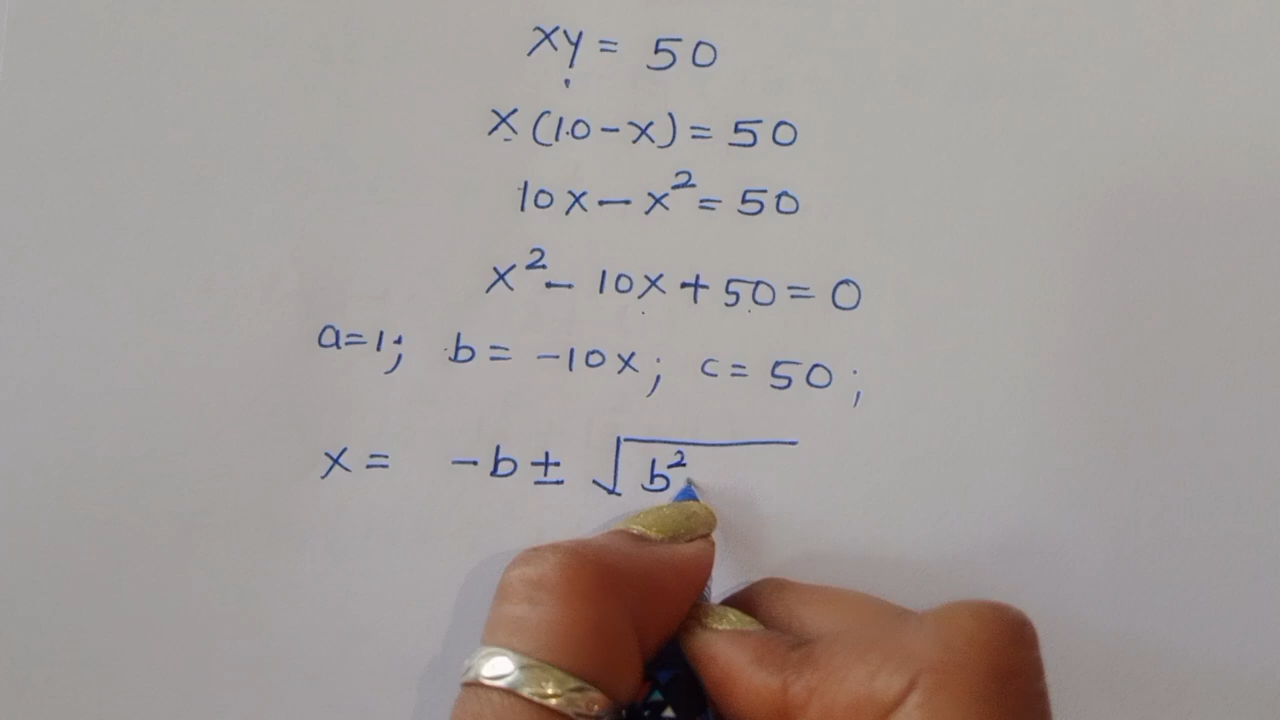 xy = 50
x(10-x) = 50
10x - x² = 50
x² - 10x + 50 = 0
a=1; b= -10x; c= 50;
x = -b ± √b²